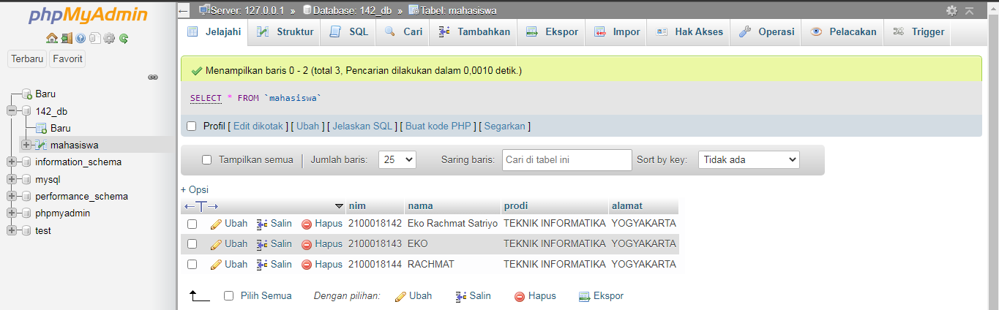 phpMyAdmin
Terbaru Favorit
Baru
142_db
Baru
mahasiswa
information_schema
mysql
performance_schema
phpmyadmin
test
Server: 127.0.0.1 » Database: 142_db » Tabel: mahasiswa
Jelajahi Struktur SQL Cari Tambahkan Ekspor Impor Hak Akses Operasi Pelacakan Trigger
Menampilkan baris 0 - 2 (total 3, Pencarian dilakukan dalam 0,0010 detik.)
SELECT * FROM `mahasiswa`
Profil [ Edit dikotak ] [ Ubah ] [ Jelaskan SQL ] [ Buat kode PHP ] [ Segarkan ]
Tampilkan semua | Jumlah baris: 25 Saring baris: Cari di tabel ini Sort by key: Tidak ada
+ Opsi
←T→ nim nama prodi alamat
Ubah Salin Hapus 2100018142 Eko Rachmat Satriyo TEKNIK INFORMATIKA YOGYAKARTA
Ubah Salin Hapus 2100018143 EKO TEKNIK INFORMATIKA YOGYAKARTA
Ubah Salin Hapus 2100018144 RACHMAT TEKNIK INFORMATIKA YOGYAKARTA
Pilih Semua Dengan pilihan: Ubah Salin Hapus Ekspor